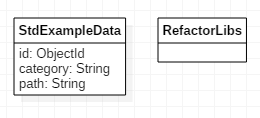 StdExampleData
id: ObjectId
category: String
path: String
RefactorLibs